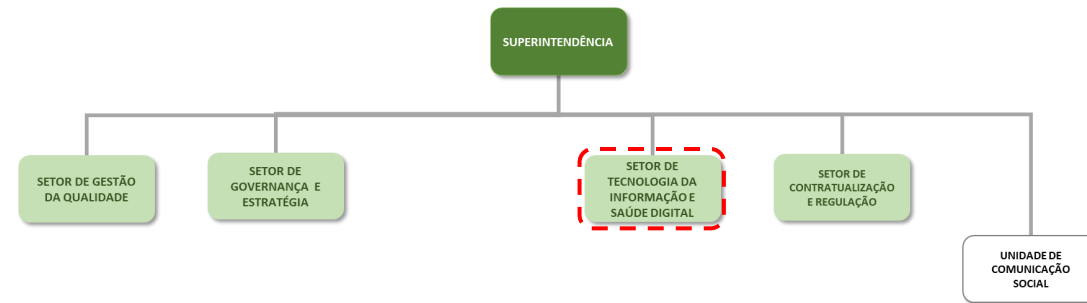 SUPERINTENDÊNCIA
SETOR DE GESTÃO
DA QUALIDADE
SETOR DE
GOVERNANÇA E
ESTRATÉGIA
SETOR DE
TECNOLOGIA DA
INFORMAÇÃO E
SAÚDE DIGITAL
SETOR DE
CONTRATUALIZAÇÃO
E REGULAÇÃO
UNIDADE DE
COMUNICAÇÃO
SOCIAL